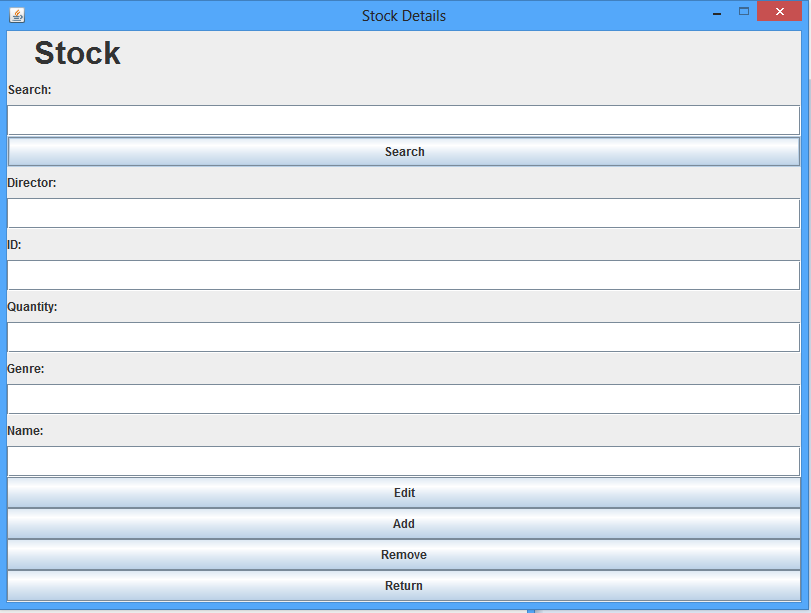 Stock Details
Stock
Search:
Search
Director:
ID:
Quantity:
Genre:
Name:
Edit
Add
Remove
Return